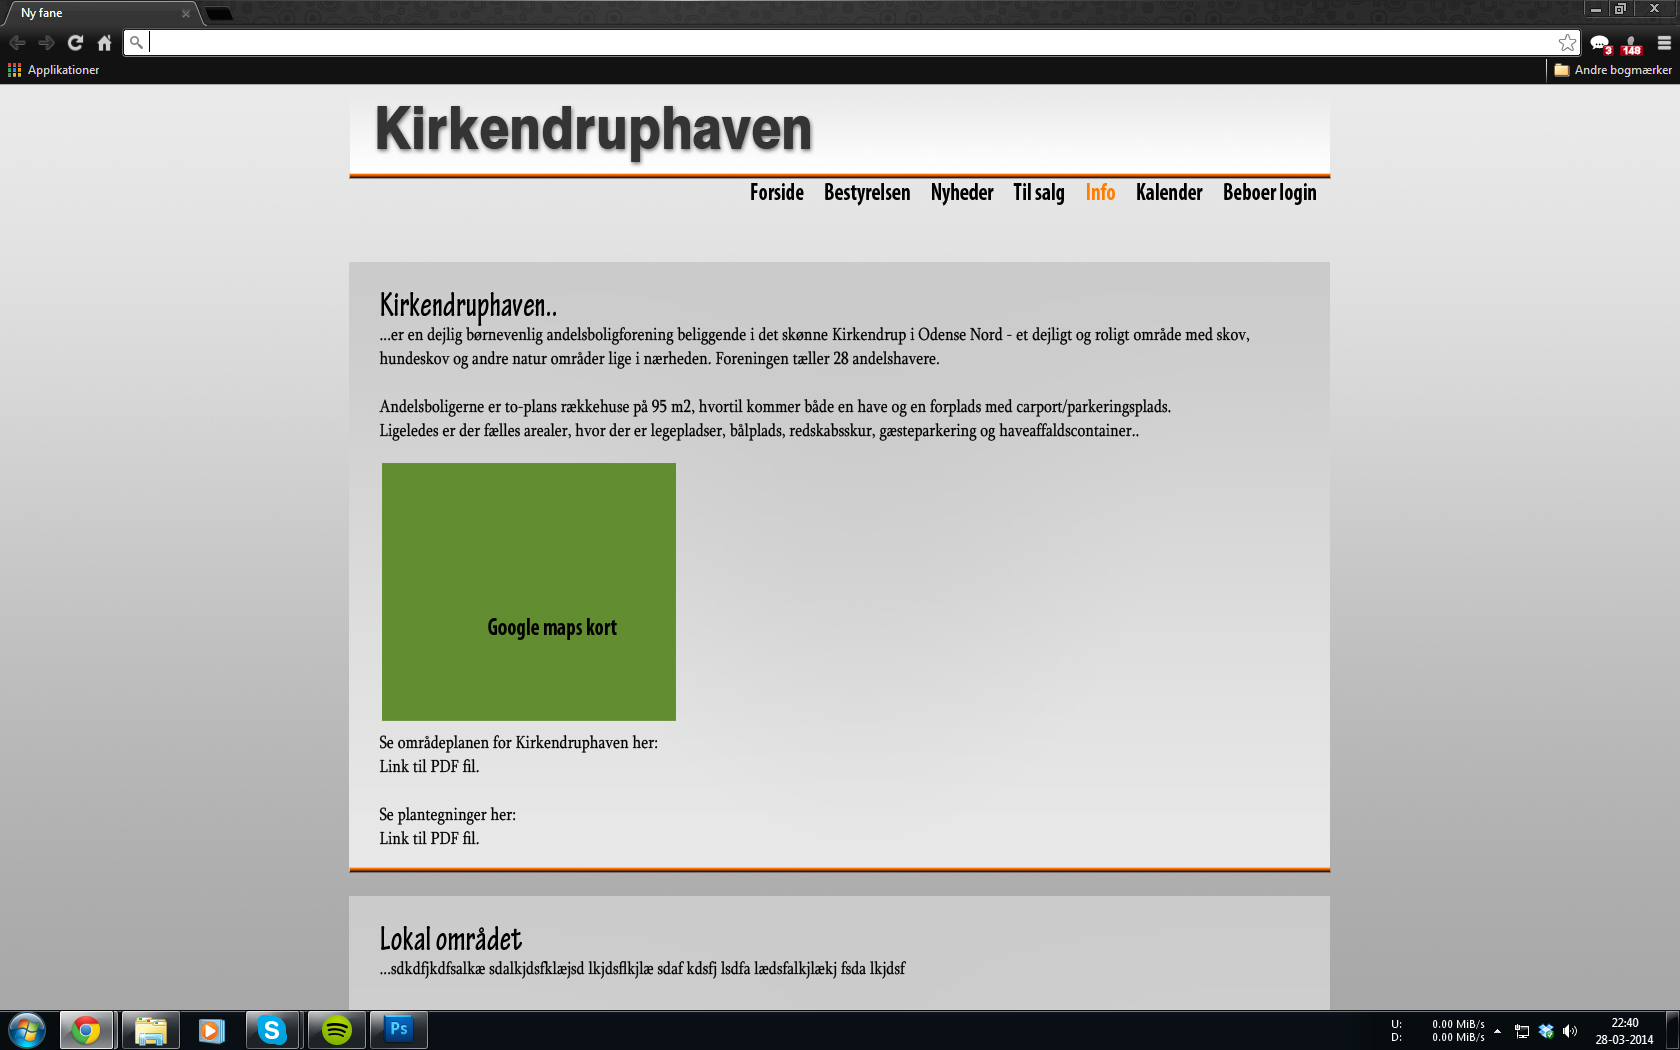 Ny fane
Applikationer
3
148
Andre bogmærker
Kirkendruphaven
Forside Bestyrelsen Nyheder Til salg Info Kalender Beboer login
Kirkendruphaven..
...er en dejlig børnevenlig andelsboligforening beliggende i det skønne Kirkendrup i Odense Nord - et dejligt og roligt område med skov,
hundeskov og andre natur områder lige i nærheden. Foreningen tæller 28 andelshavere.
Andelsboligerne er to-plans rækkehuse på 95 m2, hvortil kommer både en have og en forplads med carport/parkeringsplads.
Ligeledes er der fælles arealer, hvor der er legepladser, bålplads, redskabsskur, gæsteparkering og haveaffaldscontainer..
Google maps kort
Se områdeplanen for Kirkendruphaven her:
Link til PDF fil.
Se plantegninger her:
Link til PDF fil.
Lokal området
...sdkdfjkdfsalkæ sdalkjdsfklæjsd lkjdsflkjlæ sdaf kdsfj lsdfa lædsfalkjlækj fsda lkjdsf
Ps
U: 0.00 MiB/s
D: 0.00 MiB/s
22:40
28-03-2014